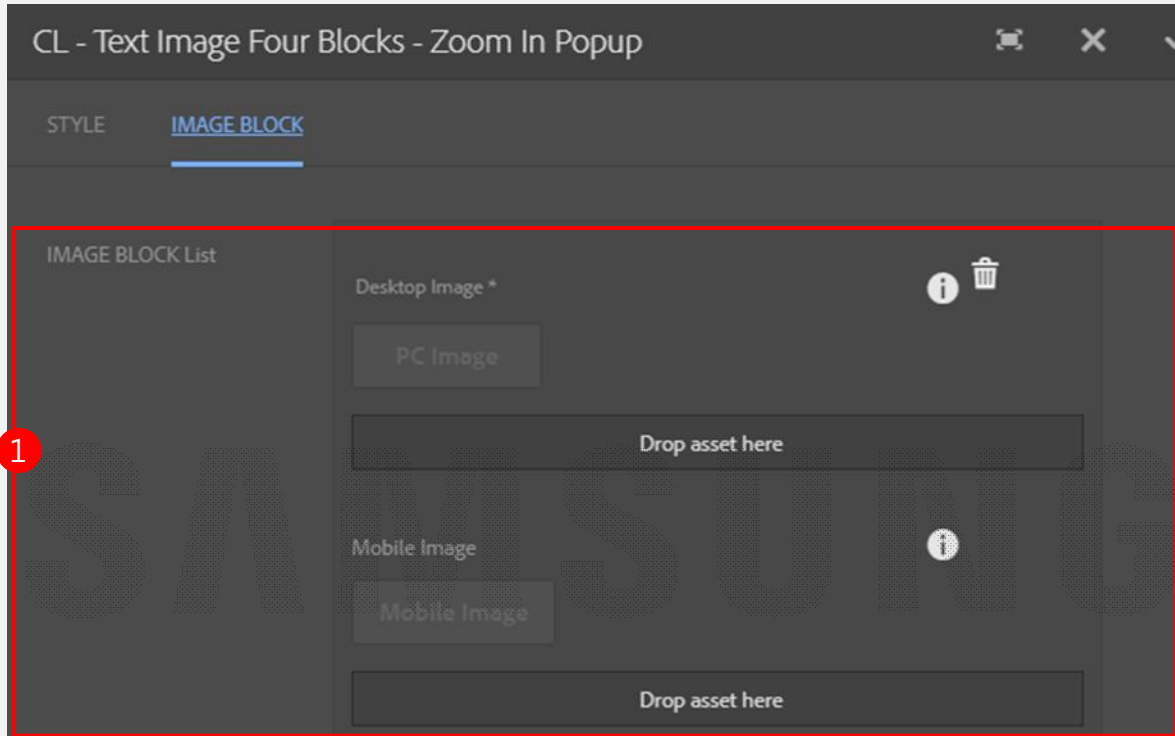 CL - Text Image Four Blocks - Zoom In Popup
STYLE
IMAGE BLOCK
IMAGE BLOCK List
Desktop Image *
PC Image
Drop asset here
1
SAMSUNG
Mobile Image
Mobile Image
Drop asset here